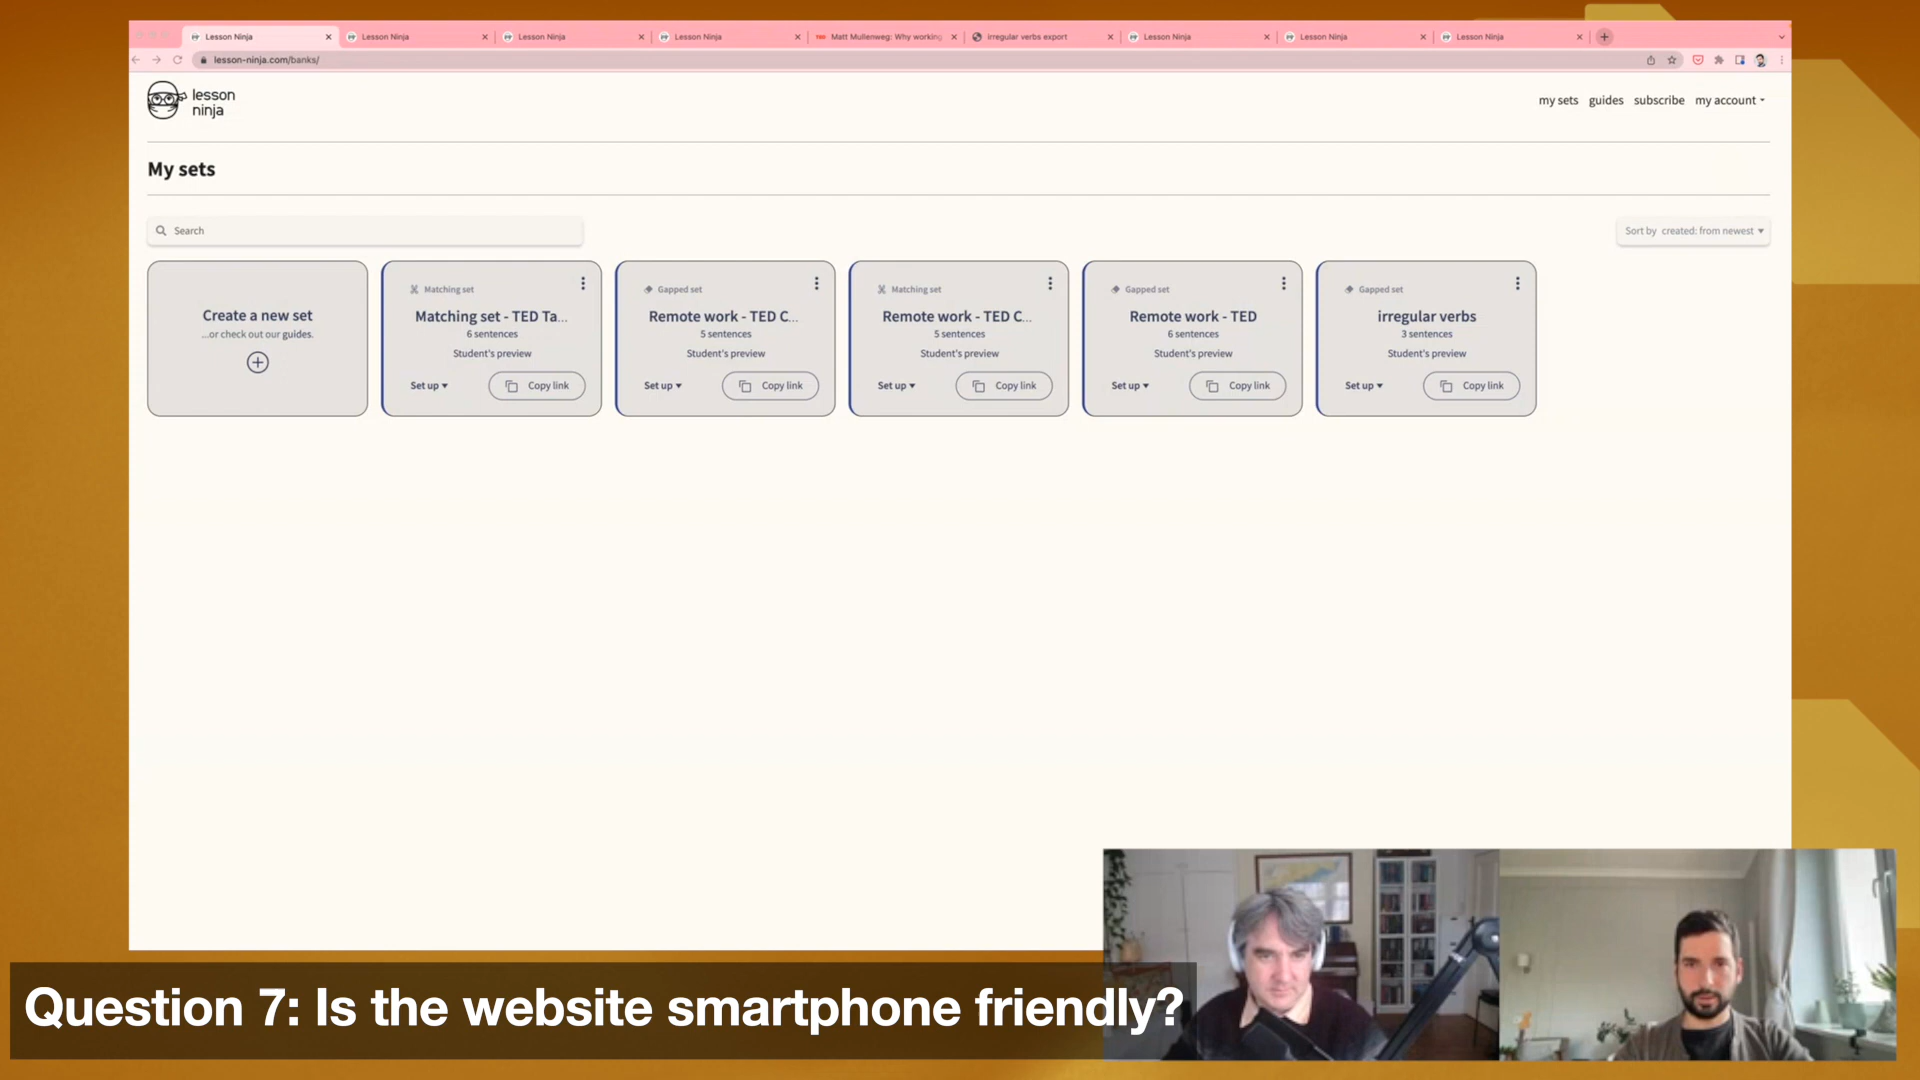 Lesson Ninja
Lesson Ninja
Lesson Ninja
Lesson Ninja
TED
Matt Mullenweg: Why working
irregular verbs export
Lesson Ninja
Lesson Ninja
Lesson Ninja
lesson-ninja.com/banks/
lesson
ninja
my sets guides subscribe my account
My sets
Search
Sort by created: from newest
Create a new set
...or check out our guides.
Matching set
Matching set - TED Ta...
6 sentences
Student's preview
Set up
Copy link
Gapped set
Remote work - TED C...
5 sentences
Student's preview
Set up
Copy link
Matching set
Remote work - TED C...
5 sentences
Student's preview
Set up
Copy link
Gapped set
Remote work - TED
6 sentences
Student's preview
Set up
Copy link
Gapped set
irregular verbs
3 sentences
Student's preview
Set up
Copy link
Question 7: Is the website smartphone friendly?